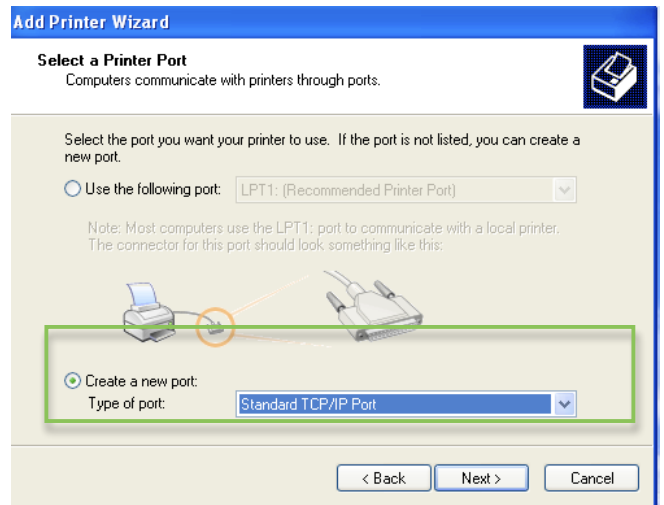 Add Printer Wizard
Select a Printer Port
Computers communicate with printers through ports.
Select the port you want your printer to use.  If the port is not listed, you can create a
new port.
Use the following port: LPT1: (Recommended Printer Port)
Note: Most computers use the LPT1: port to communicate with a local printer.
The connector for this port should look something like this:
Create a new port:
Type of port: Standard TCP/IP Port
< Back Next > Cancel